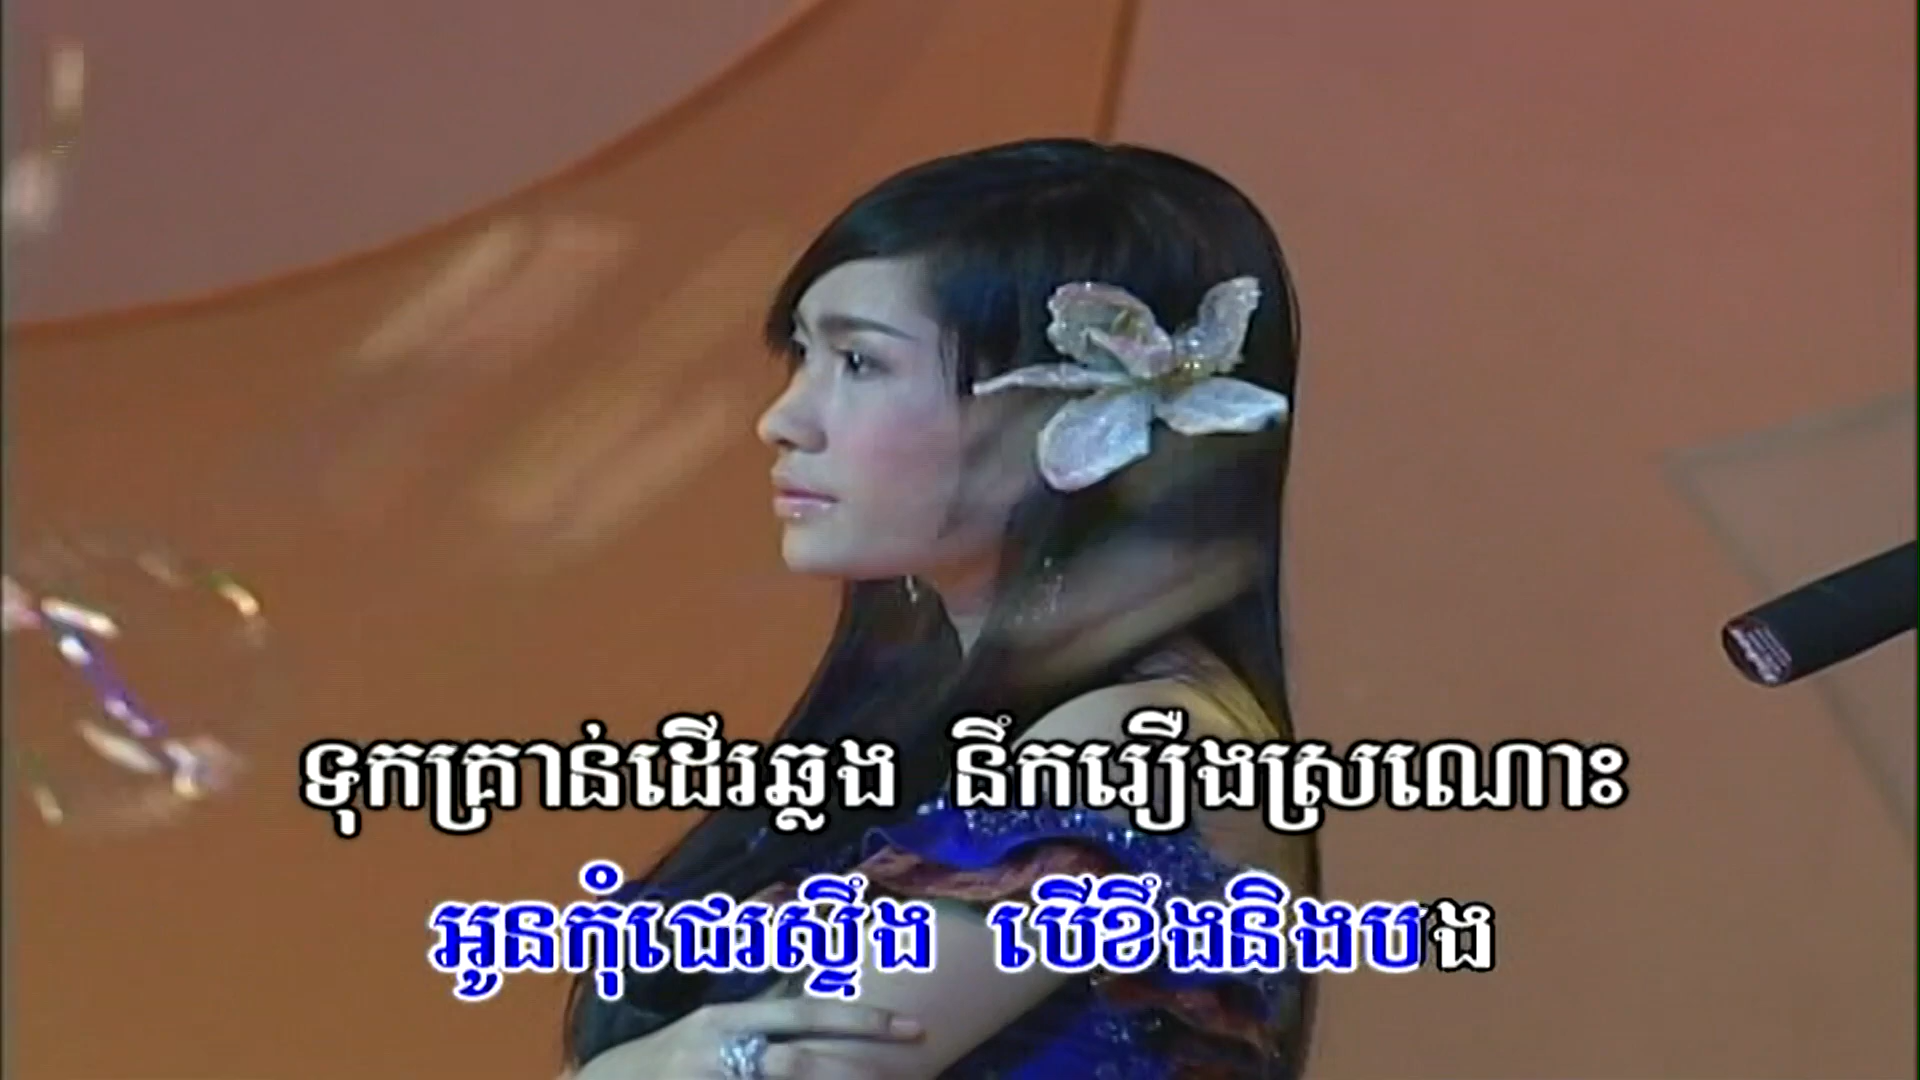 ទុកគ្រាន់ដើរឆ្លង នឹករឿងស្រណោះ
អូនកុំជេរស្ទឹង បើខឹងនិងបង